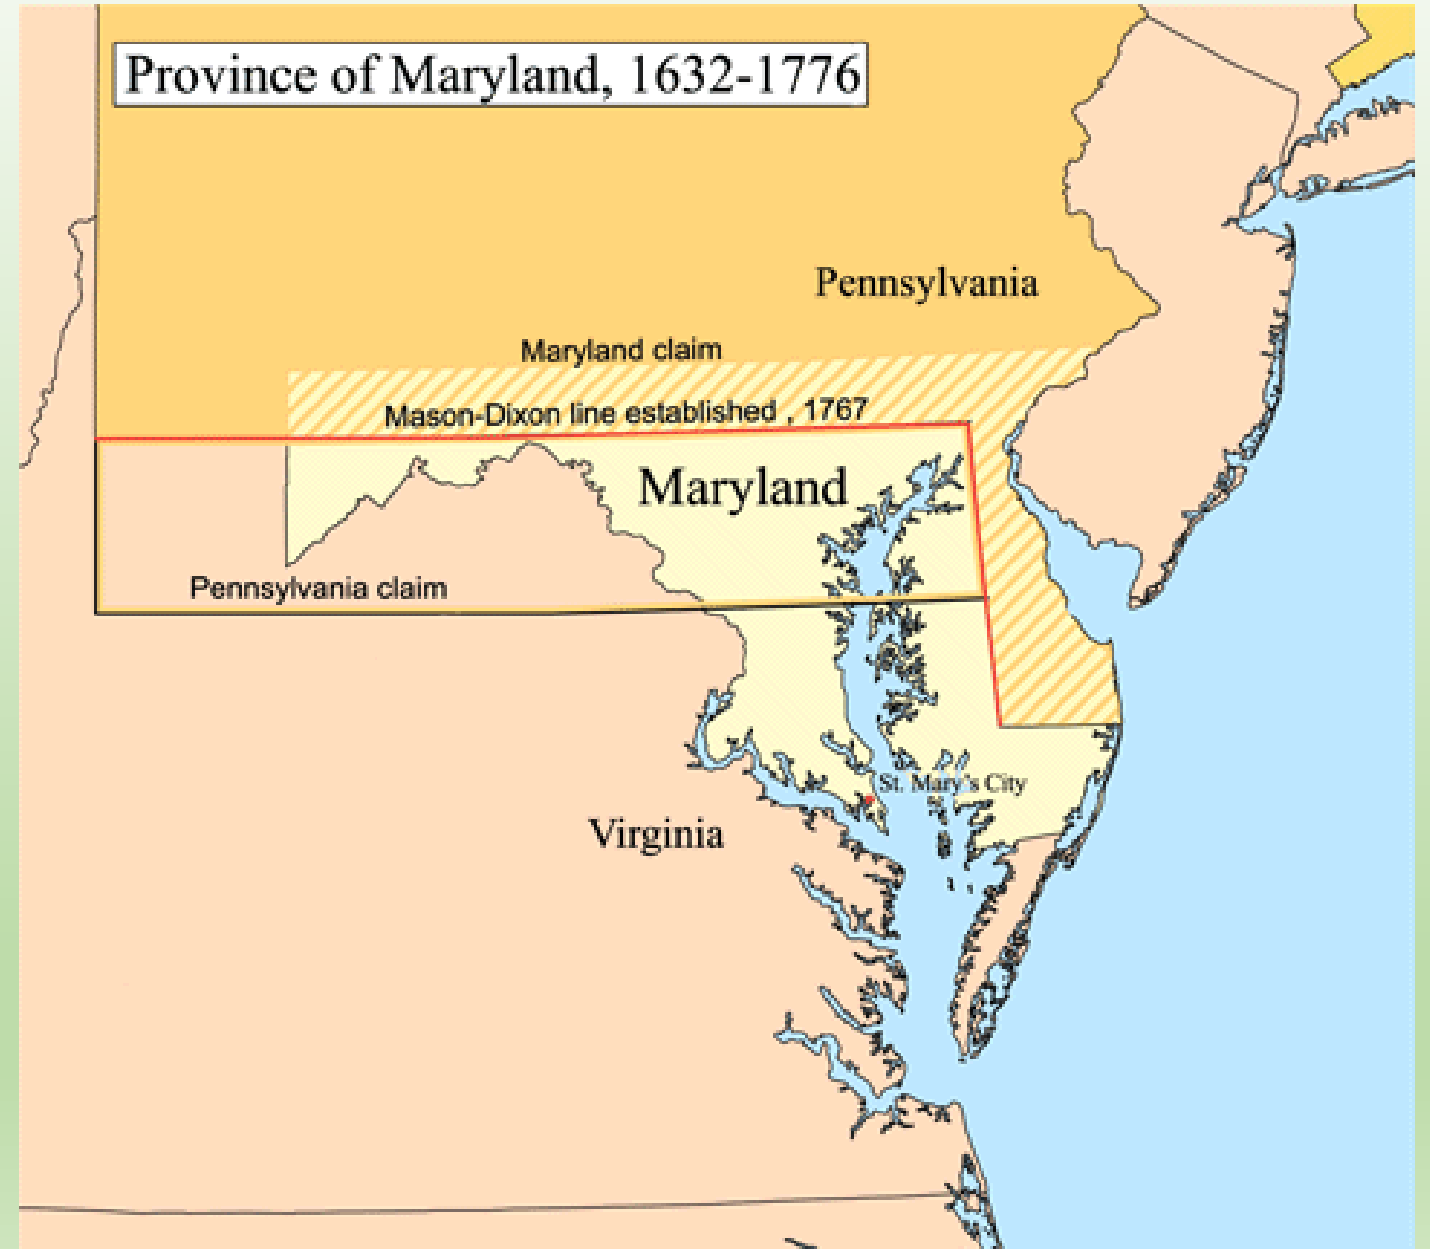 Province of Maryland, 1632-1776
Pennsylvania
Maryland claim
Mason-Dixon line established , 1767
Maryland
Pennsylvania claim
St. Mary's City
Virginia